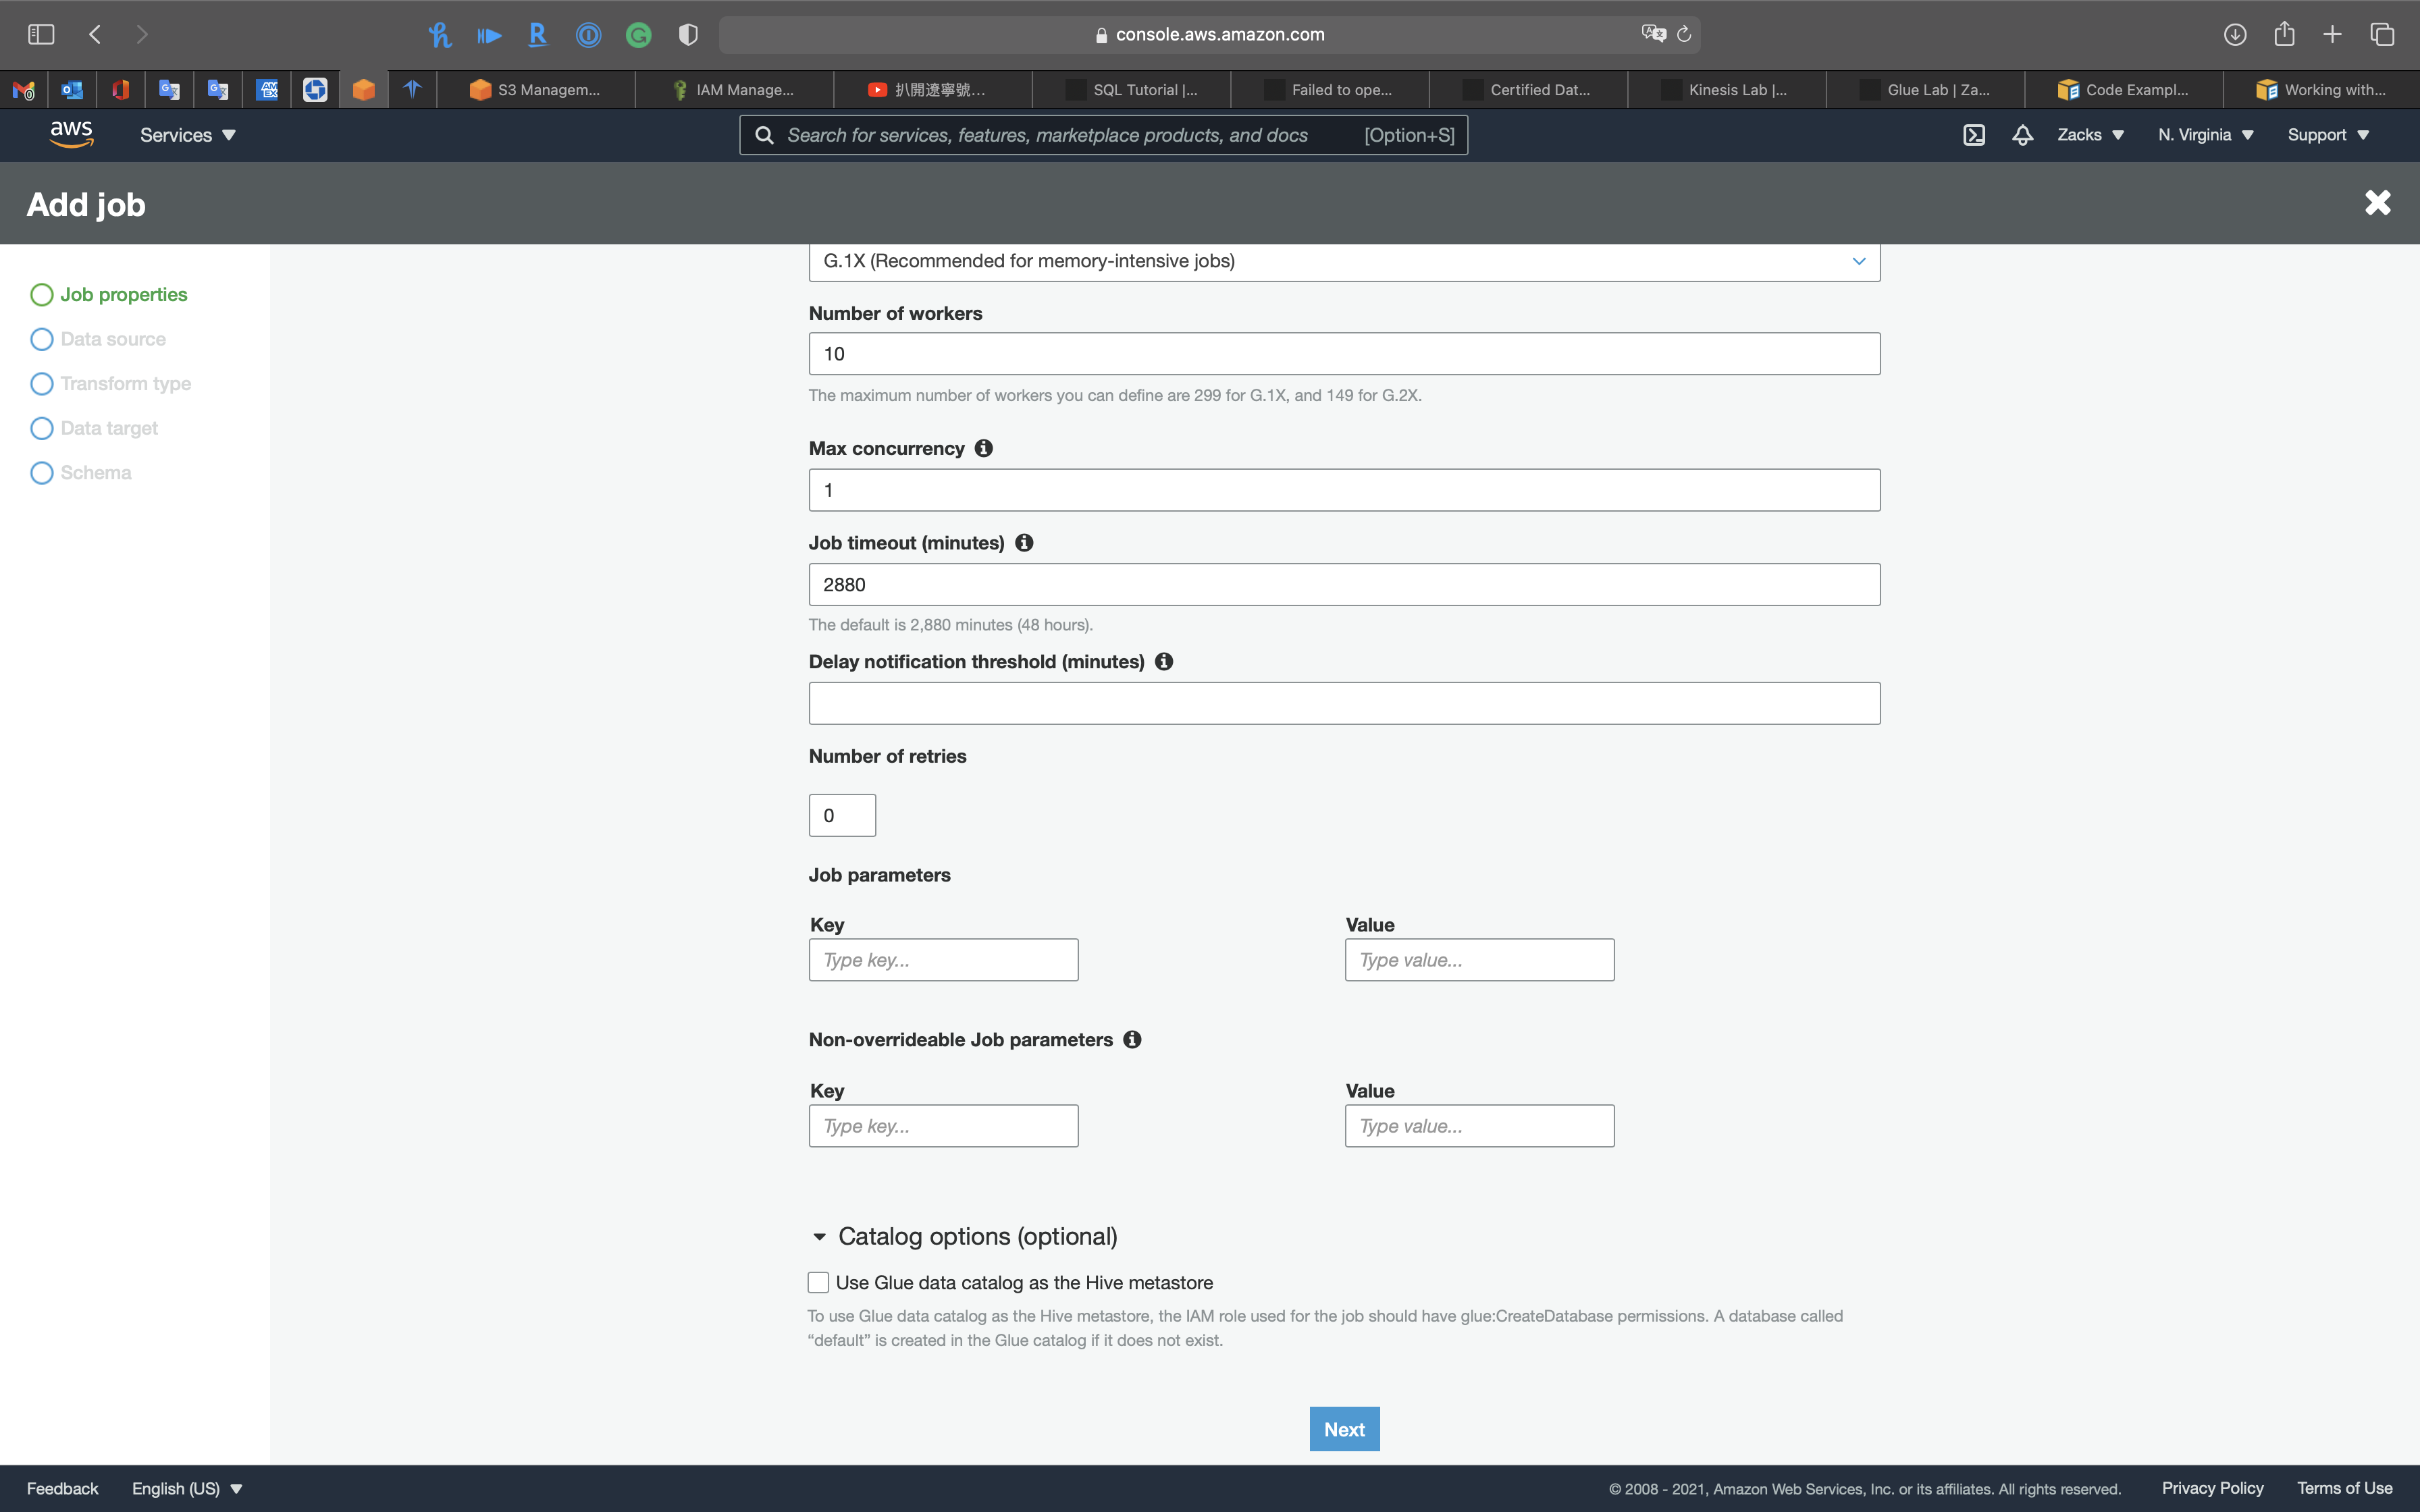 console.aws.amazon.com
S3 Managem...
IAM Manage...
扒開遼寧號...
SQL Tutorial |...
Failed to ope...
Certified Dat...
Kinesis Lab |...
Glue Lab | Za...
Code Exampl...
Working with...
aws
Services
Search for services, features, marketplace products, and docs
[Option+S]
Zacks
N. Virginia
Support
Add job
Job properties
Data source
Transform type
Data target
Schema
G.1X (Recommended for memory-intensive jobs)
Number of workers
10
The maximum number of workers you can define are 299 for G.1X, and 149 for G.2X.
Max concurrency
1
Job timeout (minutes)
2880
The default is 2,880 minutes (48 hours).
Delay notification threshold (minutes)
Number of retries
0
Job parameters
Key
Value
Type key...
Type value...
Non-overrideable Job parameters
Key
Value
Type key...
Type value...
Catalog options (optional)
Use Glue data catalog as the Hive metastore
To use Glue data catalog as the Hive metastore, the IAM role used for the job should have glue:CreateDatabase permissions. A database called
“default” is created in the Glue catalog if it does not exist.
Next
Feedback
English (US)
© 2008 - 2021, Amazon Web Services, Inc. or its affiliates. All rights reserved.
Privacy Policy
Terms of Use